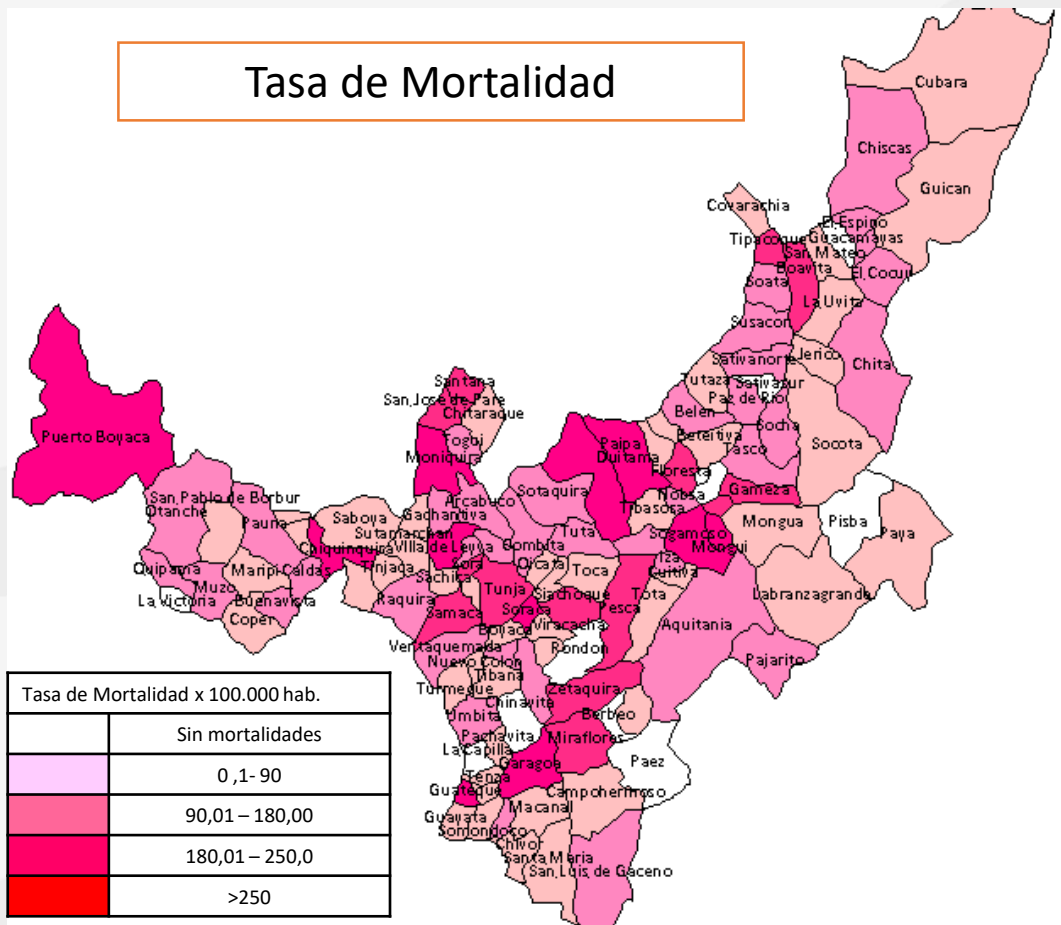 Tasa de Mortalidad
Cubara
Chiscas
Guican
Covarachia
El Espino
Tipacoque
Guacamayas
San Mateo
Boavita
El Cocuy
Soata
La Uvita
Susacon
Sativanorte
Jerico
Chita
Tutaza
Sativasur
Paz de Rio
Santana
San Jose de Pare
Chitaraque
Belen
Socha
Puerto Boyaca
Togui
Moniquira
Paipa
Duitama
Beteitiva
Tasco
Socota
Floresta
San Pablo de Borbur
Otanche
Sotaquira
Nobsa
Gameza
Arcabuco
Pauna
Saboya
Gachantiva
Tibasosa
Mongua
Pisba
Paya
Sutamarchan
Tuta
Sogamoso
Chiquinquira
Villa de Leyva
Combita
Mongui
Quipama
Maripi
Caldas
Tinjaca
Sora
Oicata
Toca
Iza
Cuitiva
Sachica
Muzo
La Victoria
Buenavista
Raquira
Tunja
Siachoque
Tota
Labranzagrande
Coper
Samaca
Soraca
Pesca
Viracacha
Aquitania
Boyaca
Ventaquemada
Rondon
Nuevo Colon
Pajarito
Tibana
Turmeque
Zetaquira
Chinavita
Umbita
Berbeo
Pachavita
Miraflores
La Capilla
Garagoa
Paez
Tenza
Guateque
Campohermoso
Macanal
Guayata
Somondoco
Chivor
Santa Maria
San Luis de Gaceno
Tasa de Mortalidad x 100.000 hab.
Sin mortalidades
0 ,1- 90
90,01 – 180,00
180,01 – 250,0
>250